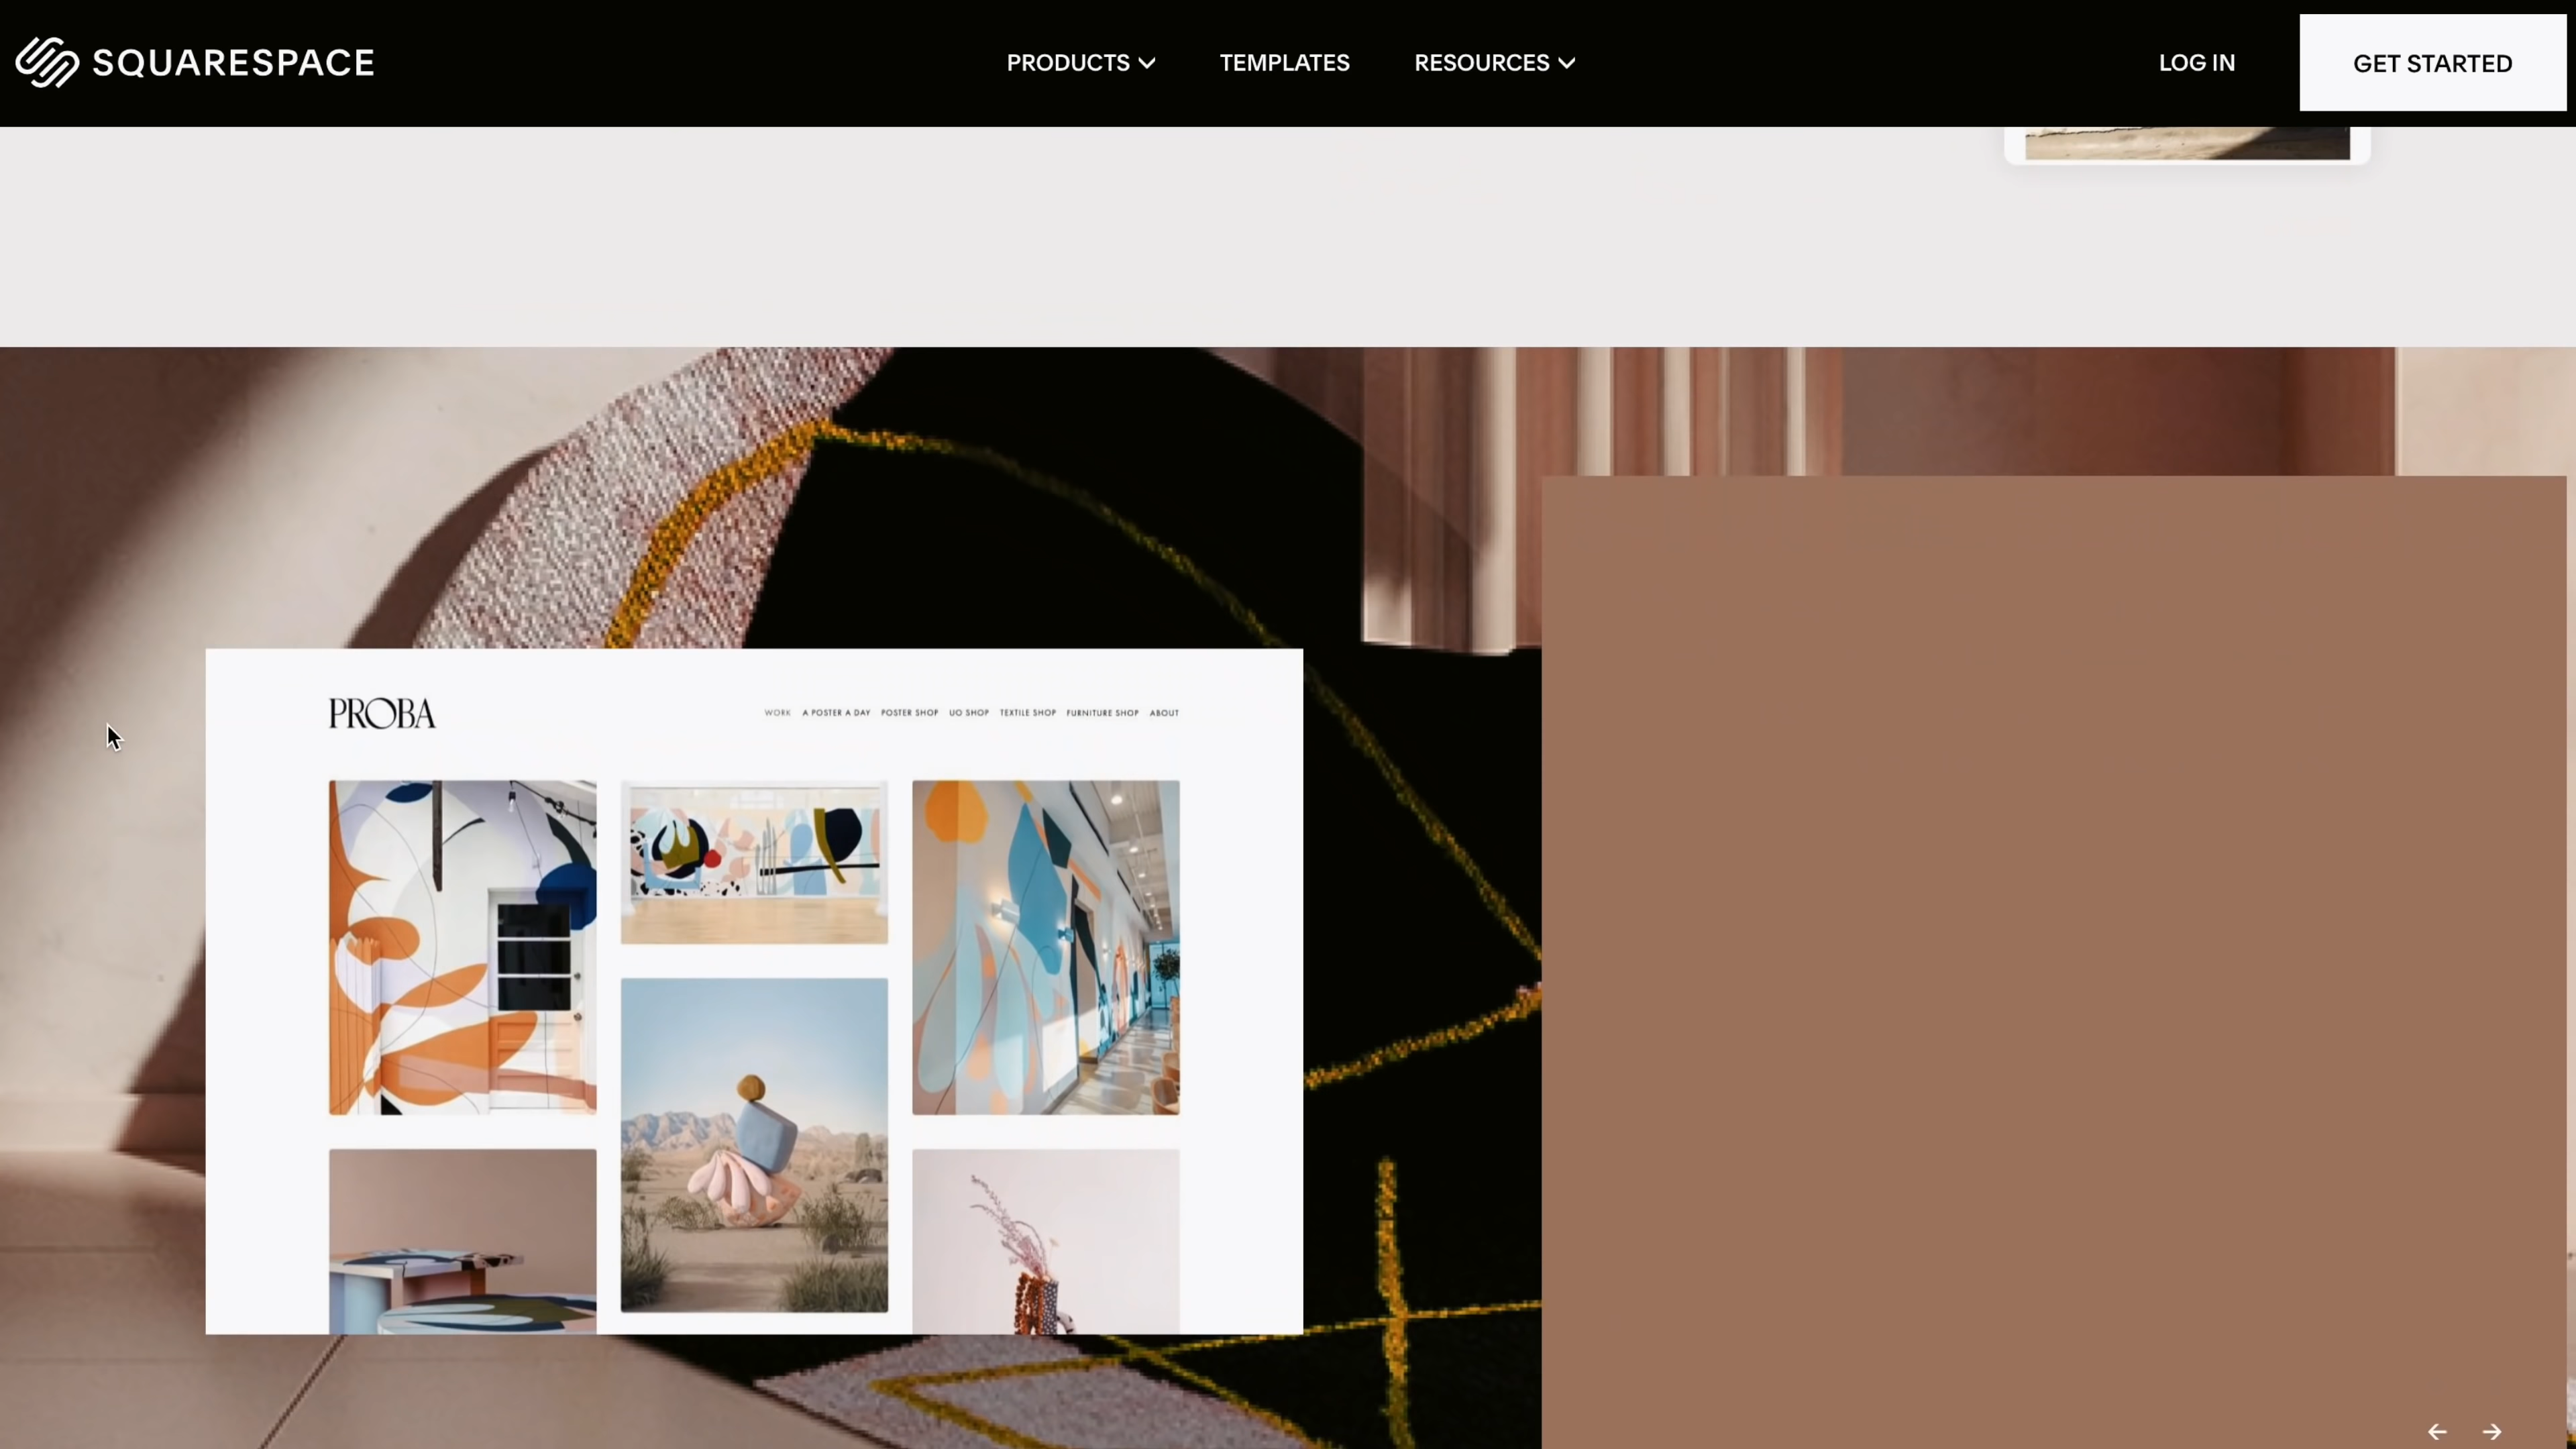 SQUARESPACE PRODUCTS TEMPLATES RESOURCES LOG IN GET STARTED
PROBA WORK A POSTER A DAY POSTER SHOP UO SHOP TEXTILE SHOP FURNITURE SHOP ABOUT